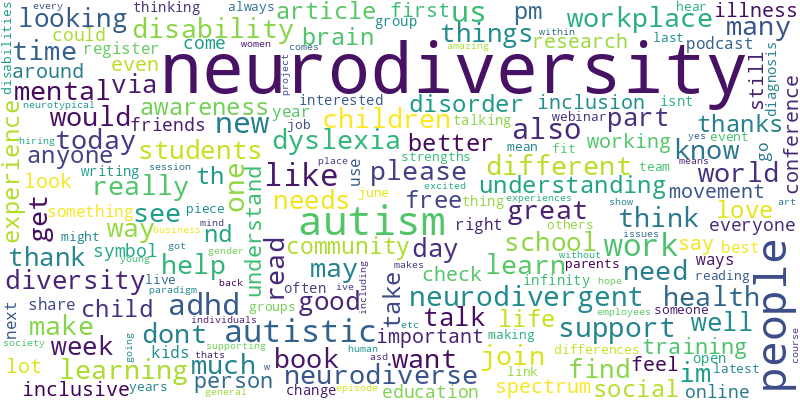 every thinking always article first us pm workplace illness
looking disability group hear many
could brain things research last podcast
time register come neurodiversity within still
disabilities around even women comes amazing isnt diagnosis
mental via project
neurotypical awareness year interested disorder inclusion webinar part thanks conference
would friends new job children talking
hiring today students dyslexia better mean fit working yes event know go
experience anyone place strengths different team means world
look writing session use like please excited understanding movement
really th one understand needs june free thing experiences show art
something piece read autism great others think love everyone
get way see mind right issues
might business nd community day school work say best
thank symbol got gender without
diversity young help back may including often ive makes check learn infinity parents need ways reading
live paradigm hope someone
next share child adhd groups good take neurodivergent health
individuals etc making employees people
society make going dont autistic important talk life support well
week kids thats supporting human asd differences training
lot learning much book want join find feel open latest
person neurodiverse link im course
inclusive years general w change episode education spectrum social online